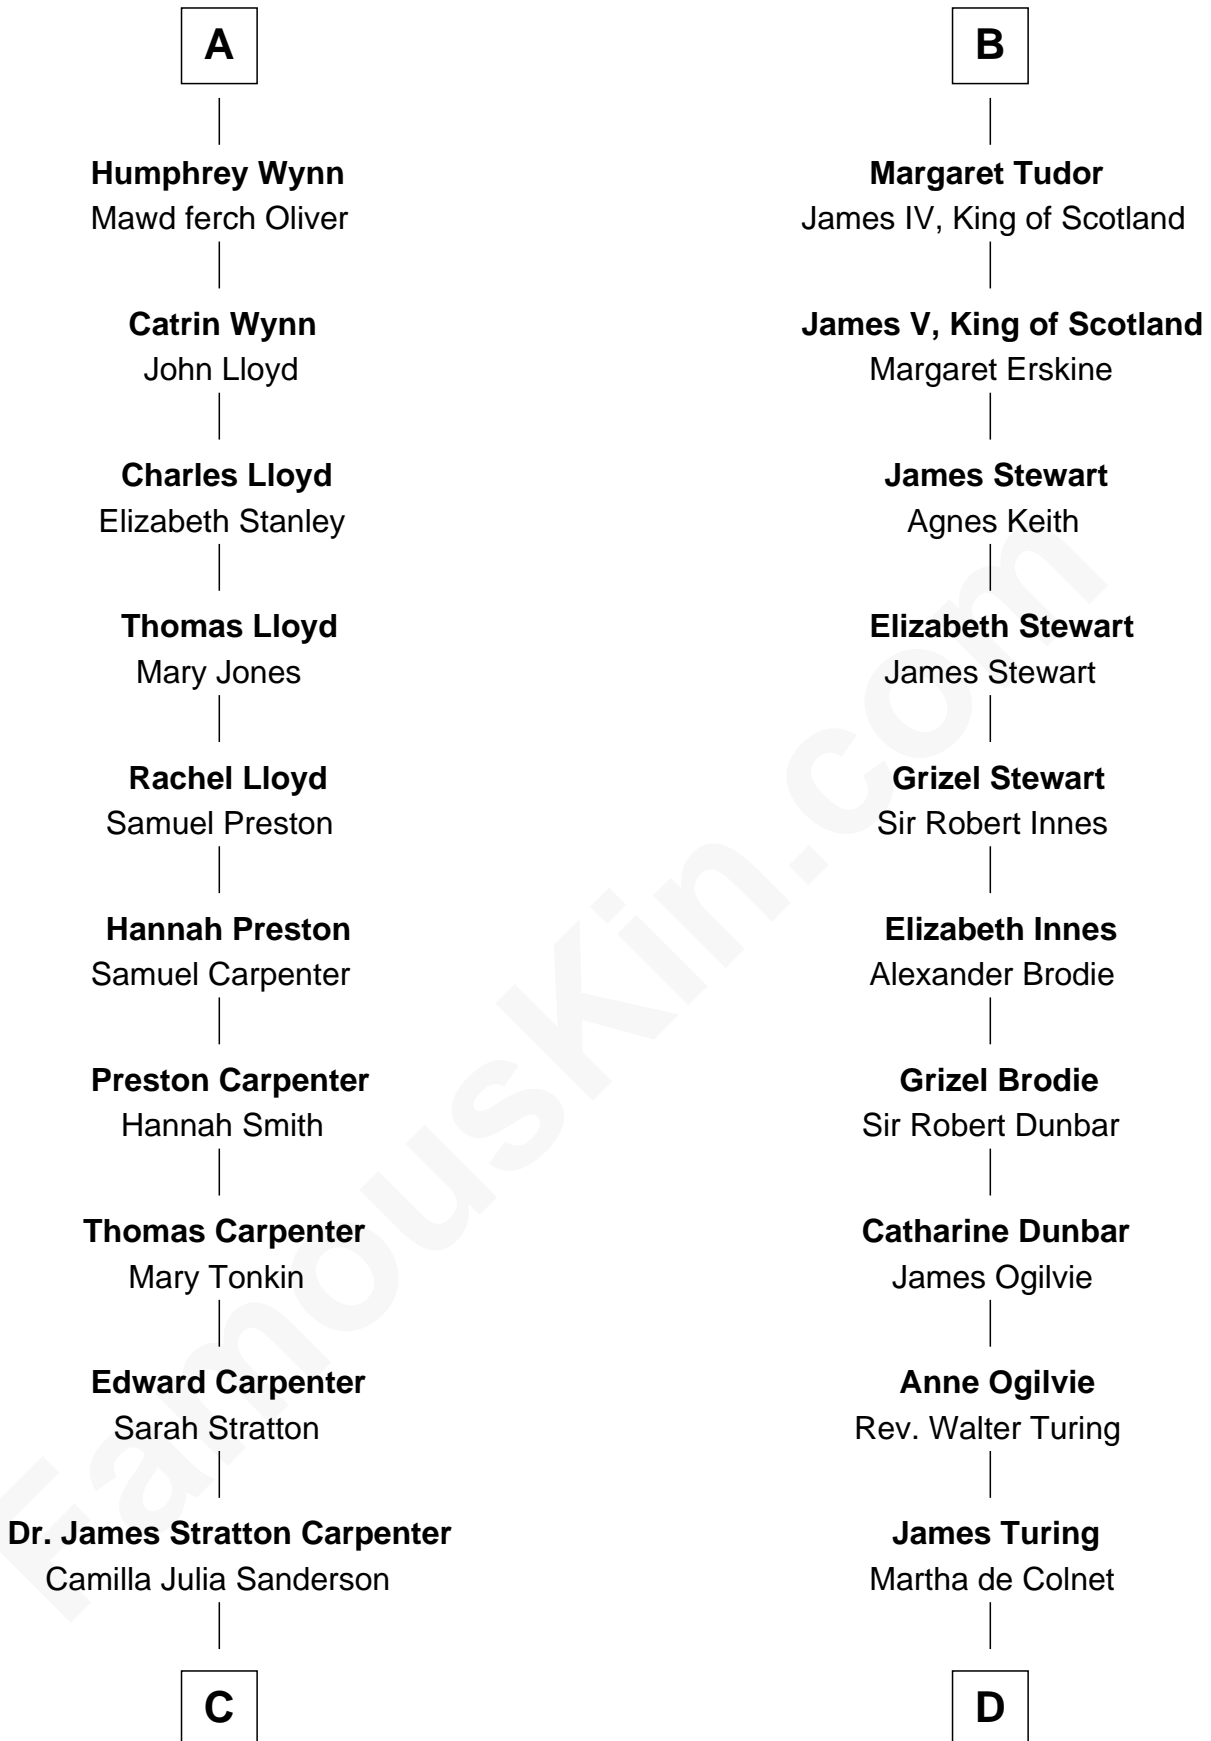 A
Humphrey Wynn
Mawd ferch Oliver
Catrin Wynn
John Lloyd
Charles Lloyd
Elizabeth Stanley
Thomas Lloyd
Mary Jones
Rachel Lloyd
Samuel Preston
Hannah Preston
Samuel Carpenter
Preston Carpenter
Hannah Smith
Thomas Carpenter
Mary Tonkin
Edward Carpenter
Sarah Stratton
Dr. James Stratton Carpenter
Camilla Julia Sanderson
C
B
Margaret Tudor
James IV, King of Scotland
James V, King of Scotland
Margaret Erskine
James Stewart
Agnes Keith
Elizabeth Stewart
James Stewart
Grizel Stewart
Sir Robert Innes
Elizabeth Innes
Alexander Brodie
Grizel Brodie
Sir Robert Dunbar
Catharine Dunbar
James Ogilvie
Anne Ogilvie
Rev. Walter Turing
James Turing
Martha de Colnet
D
FamousKin.com